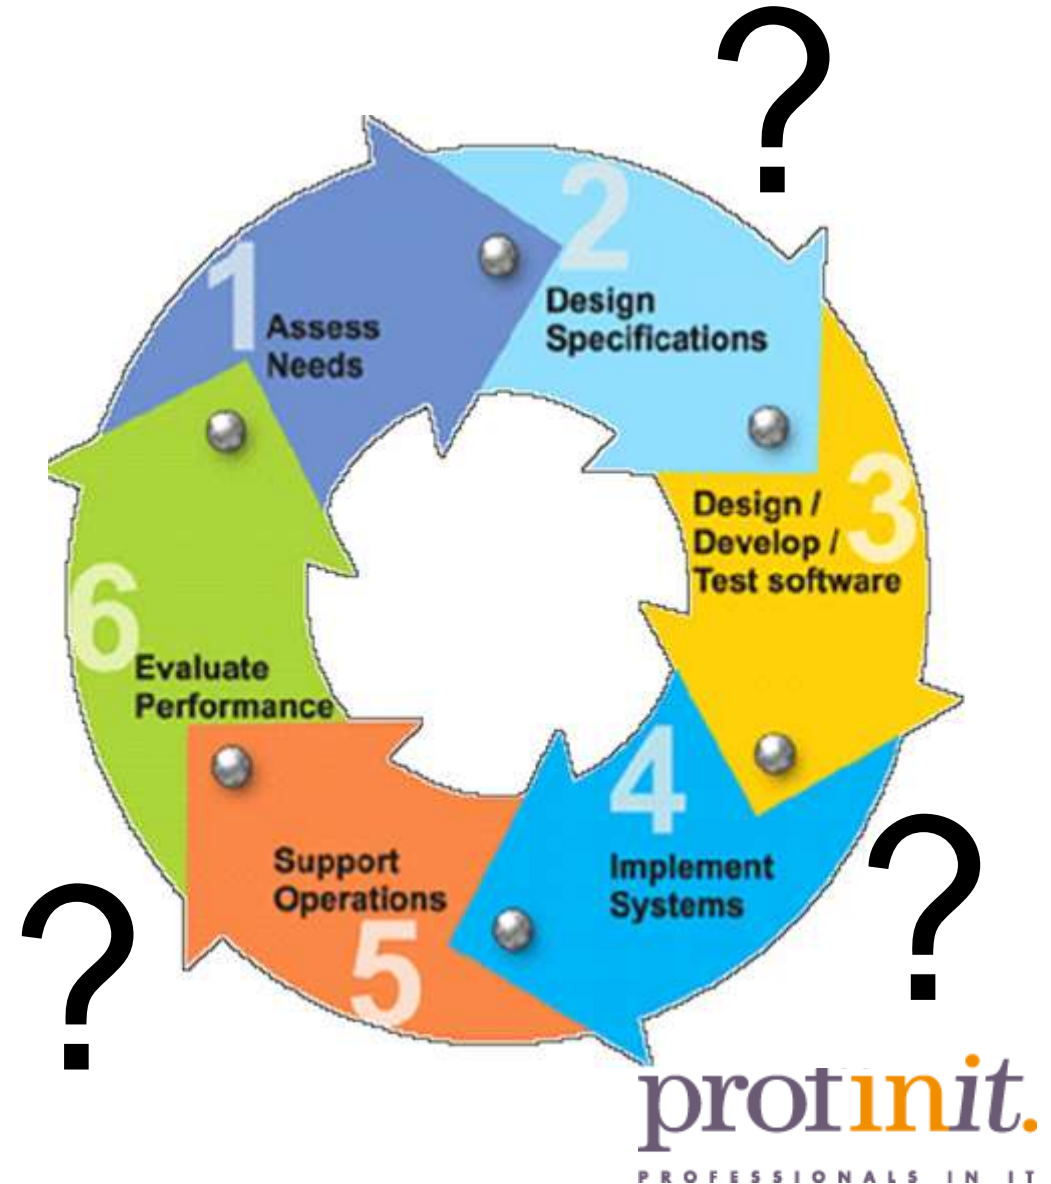 ?
1
Assess
Needs
2
Design
Specifications
3
Design /
Develop /
Test software
4
Implement
Systems
5
Support
Operations
6
Evaluate
Performance
?
?
profinit.
PROFESSIONALS IN IT